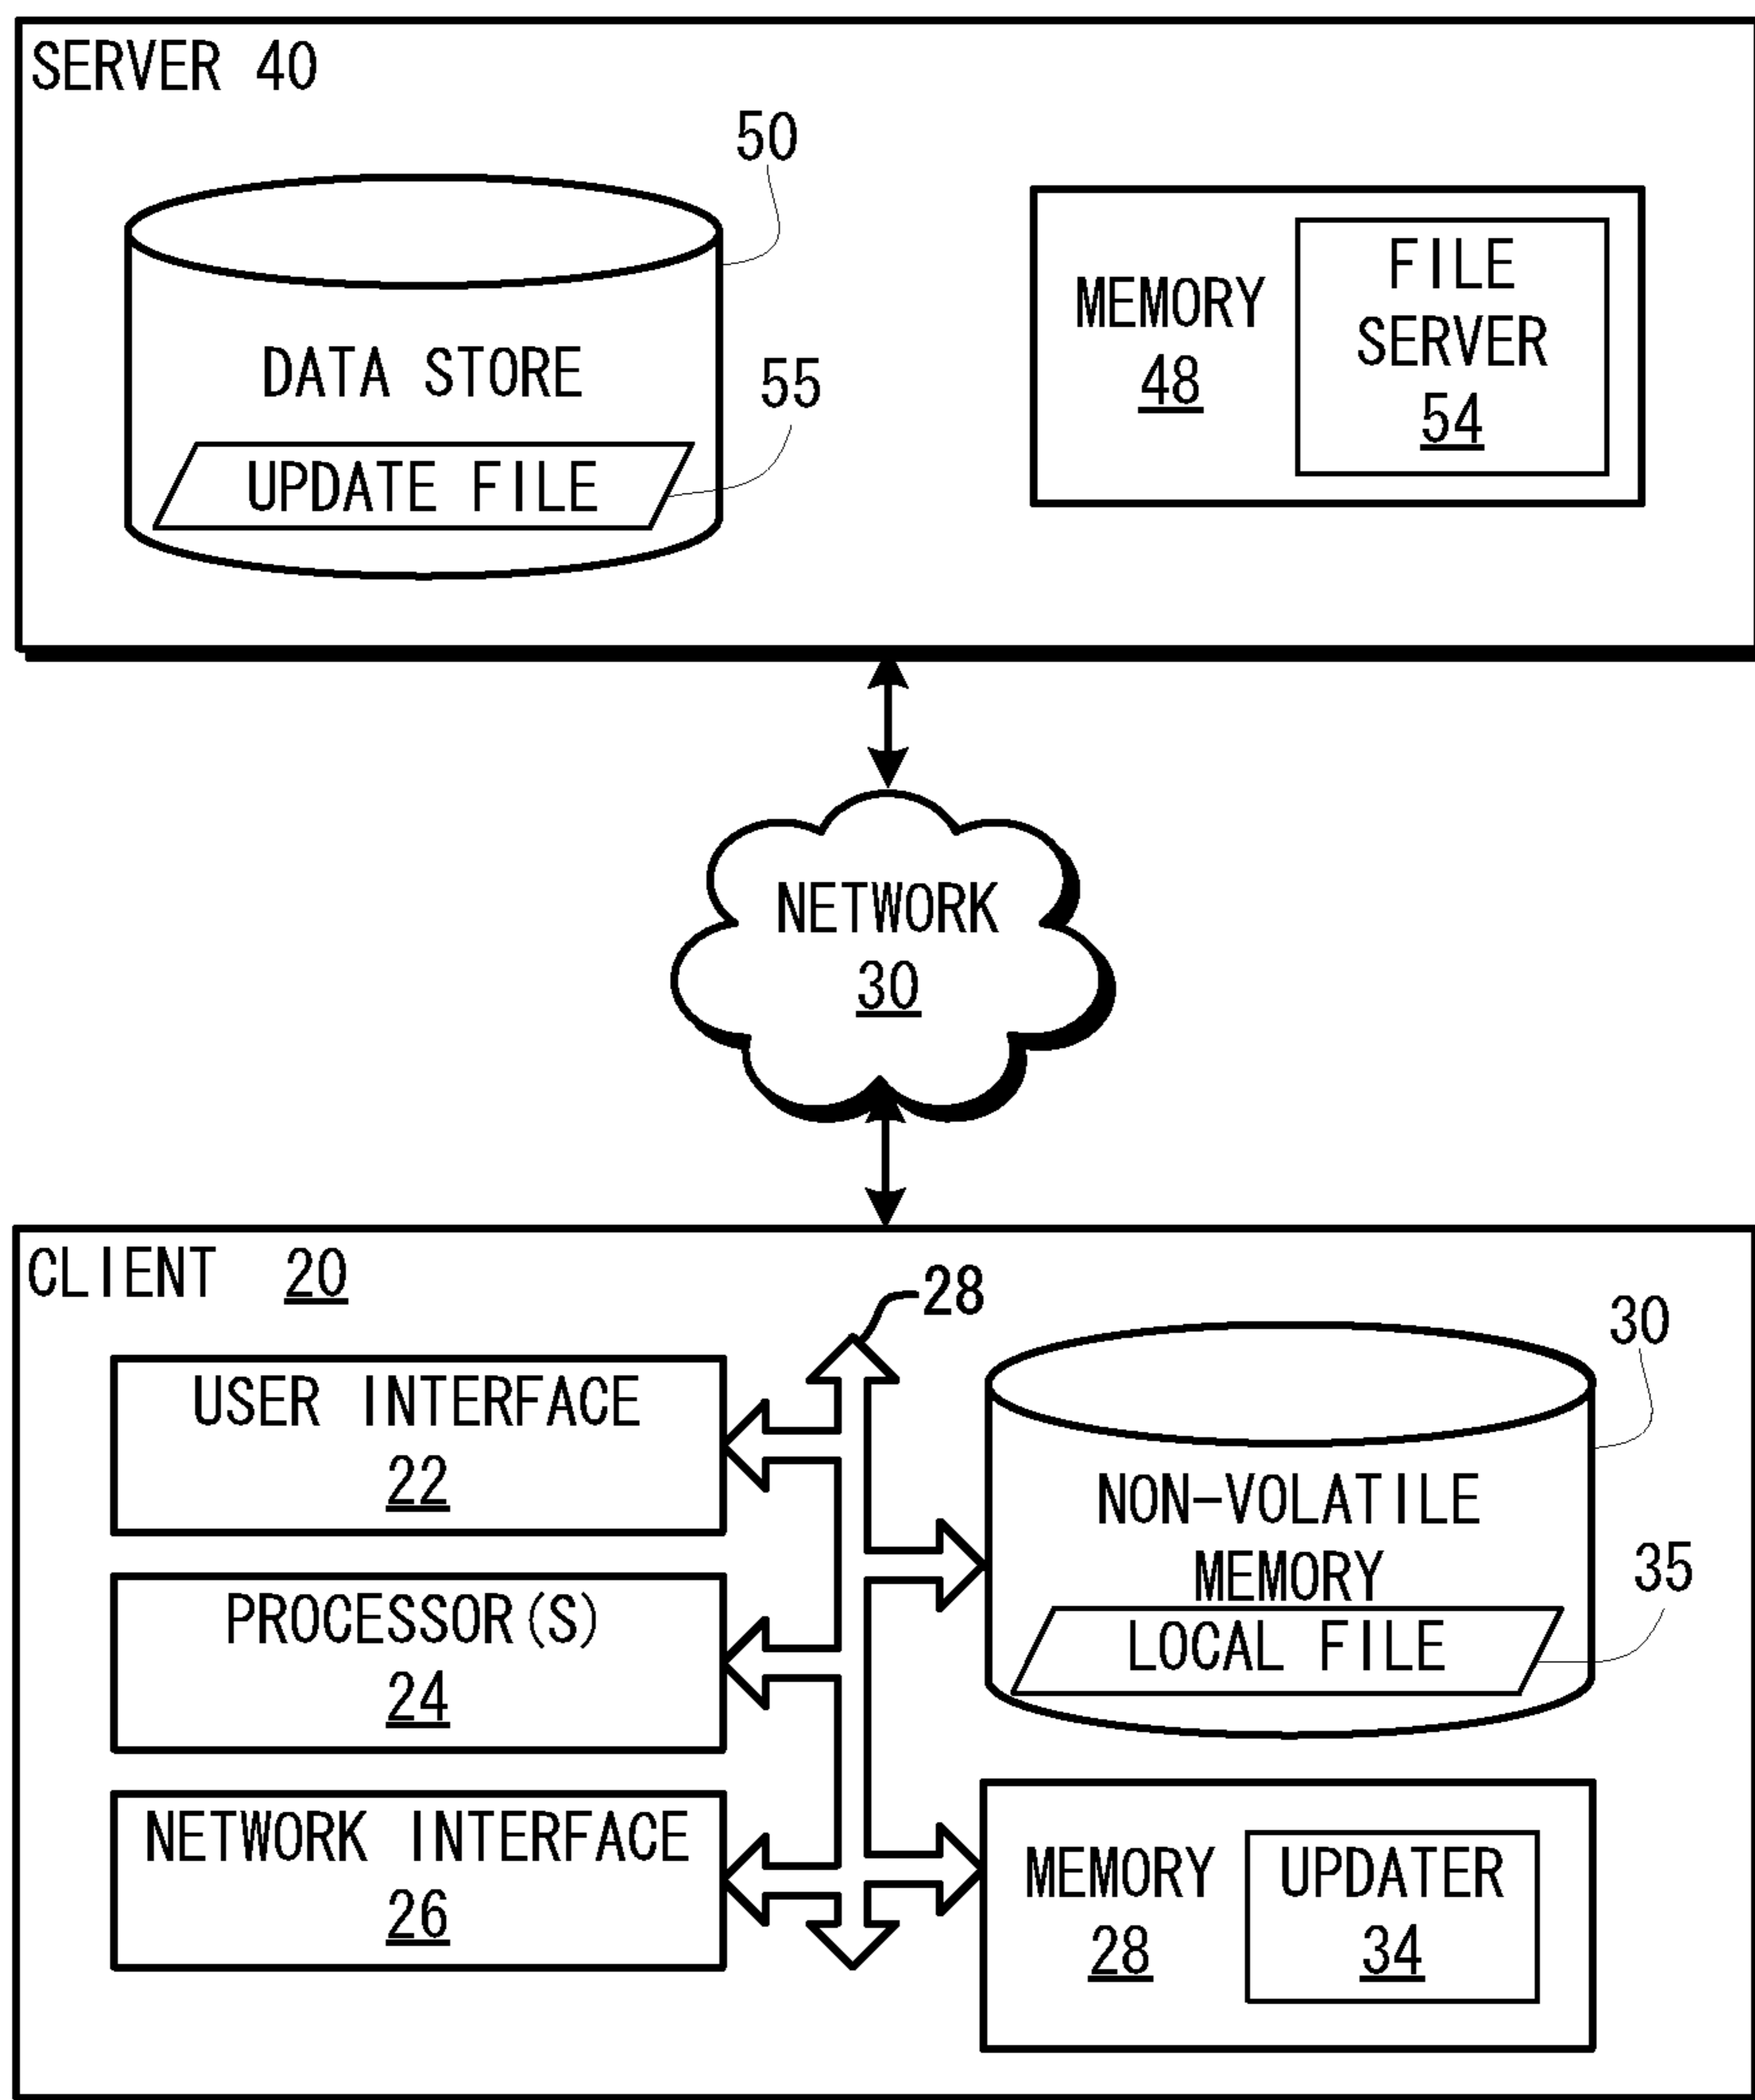 SERVER 40
50
DATA STORE
55
UPDATE FILE
MEMORY
48
FILE
SERVER
54
NETWORK
30
CLIENT 20
28
USER INTERFACE
22
PROCESSOR(S)
24
NETWORK INTERFACE
26
30
NON-VOLATILE
MEMORY
35
LOCAL FILE
MEMORY
28
UPDATER
34